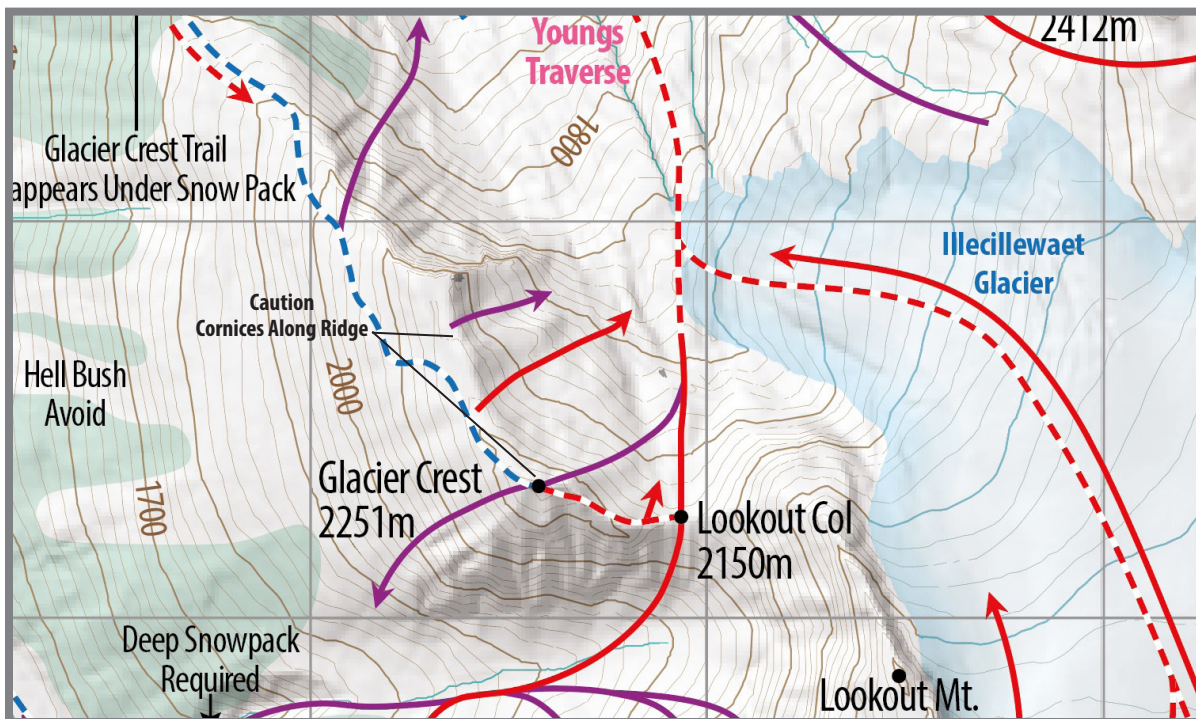 2412m
Youngs
Traverse
1800
Glacier Crest Trail
appears Under Snow Pack
Illecillewaet
Glacier
Caution
Cornices Along Ridge
Hell Bush
Avoid
2000
1700
Glacier Crest
2251m
Lookout Col
2150m
Deep Snowpack
Required
Lookout Mt.